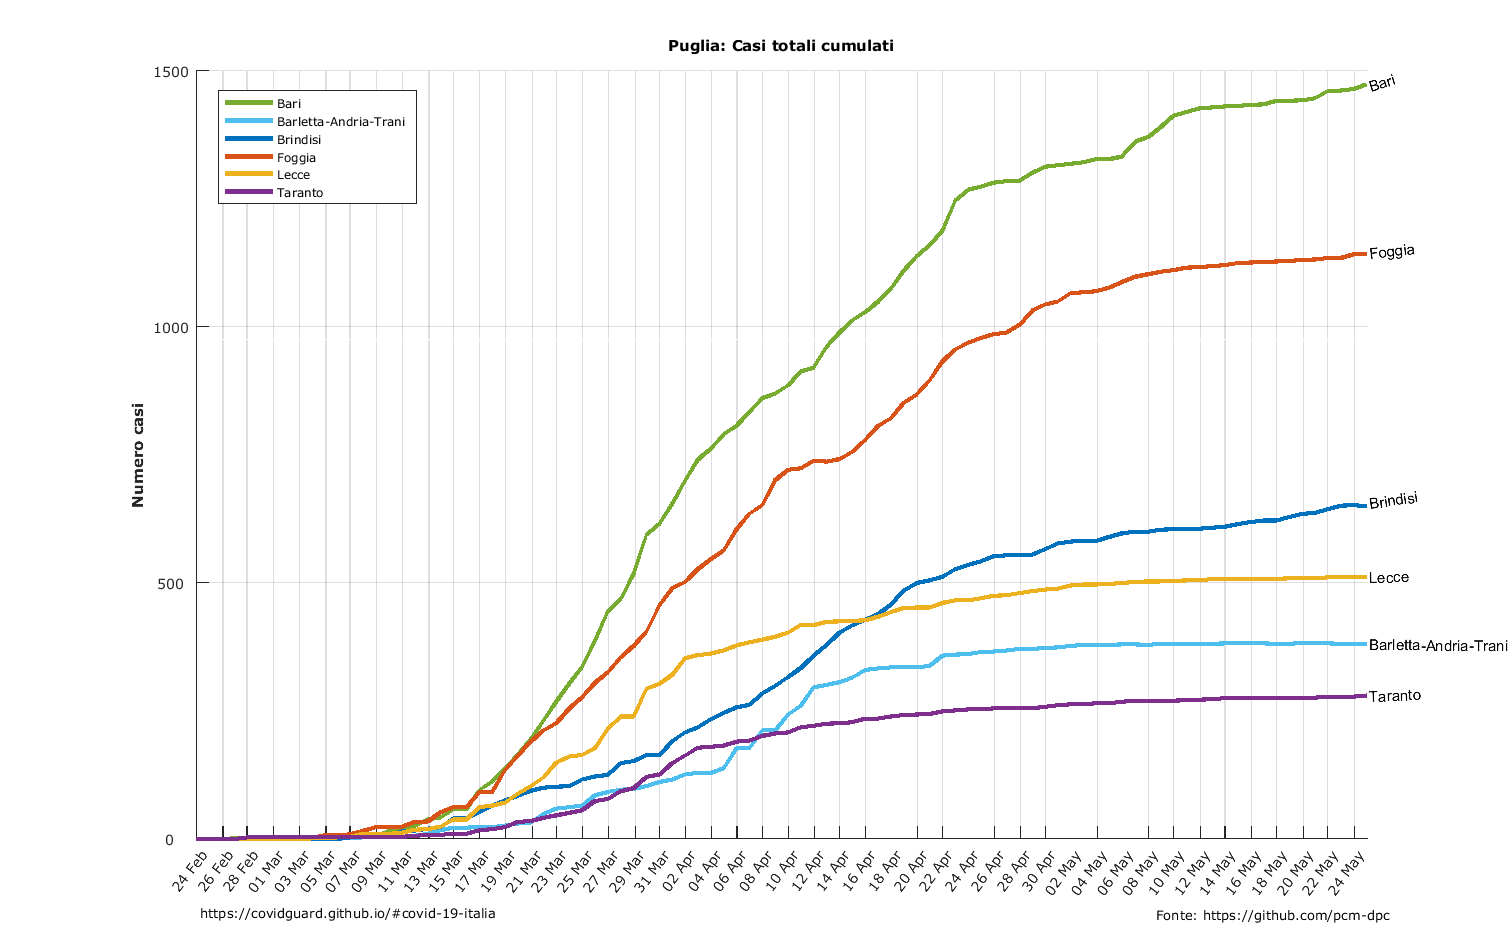 Puglia: Casi totali cumulati
1500
1000
500
0
Numero casi
Bari
Barletta-Andria-Trani
Brindisi
Foggia
Lecce
Taranto
Bari
Foggia
Brindisi
Lecce
Barletta-Andria-Trani
Taranto
24 Feb
26 Feb
28 Feb
01 Mar
03 Mar
05 Mar
07 Mar
09 Mar
11 Mar
13 Mar
15 Mar
17 Mar
19 Mar
21 Mar
23 Mar
25 Mar
27 Mar
29 Mar
31 Mar
02 Apr
04 Apr
06 Apr
08 Apr
10 Apr
12 Apr
14 Apr
16 Apr
18 Apr
20 Apr
22 Apr
24 Apr
26 Apr
28 Apr
30 Apr
02 May
04 May
06 May
08 May
10 May
12 May
14 May
16 May
18 May
20 May
22 May
24 May
https://covidguard.github.io/#covid-19-italia
Fonte: https://github.com/pcm-dpc